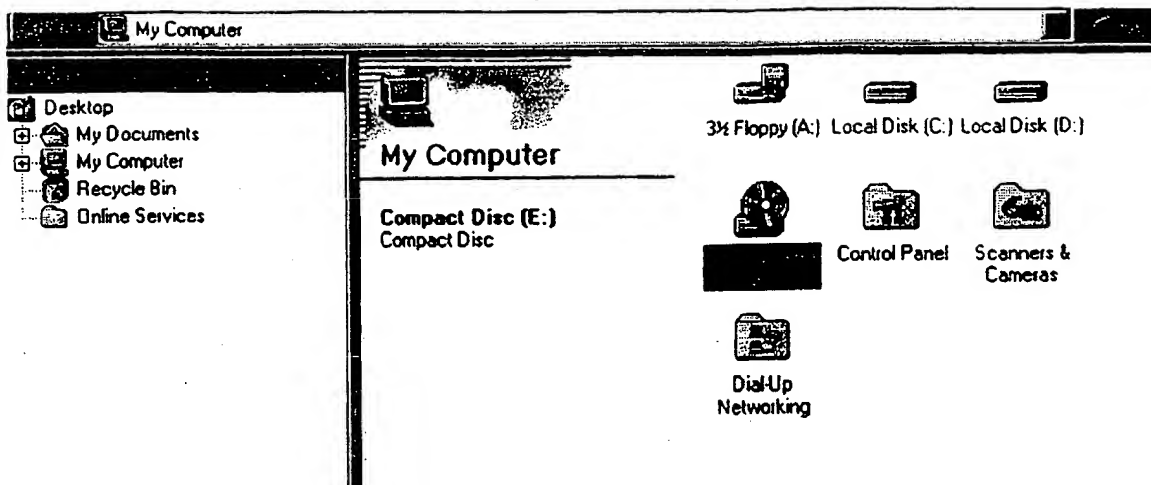 My Computer
Desktop
My Documents
My Computer
Recycle Bin
Online Services
My Computer
Compact Disc (E:)
Compact Disc
3½ Floppy (A:) Local Disk (C:) Local Disk (D:)
Control Panel
Scanners &
Cameras
Dial-Up
Networking